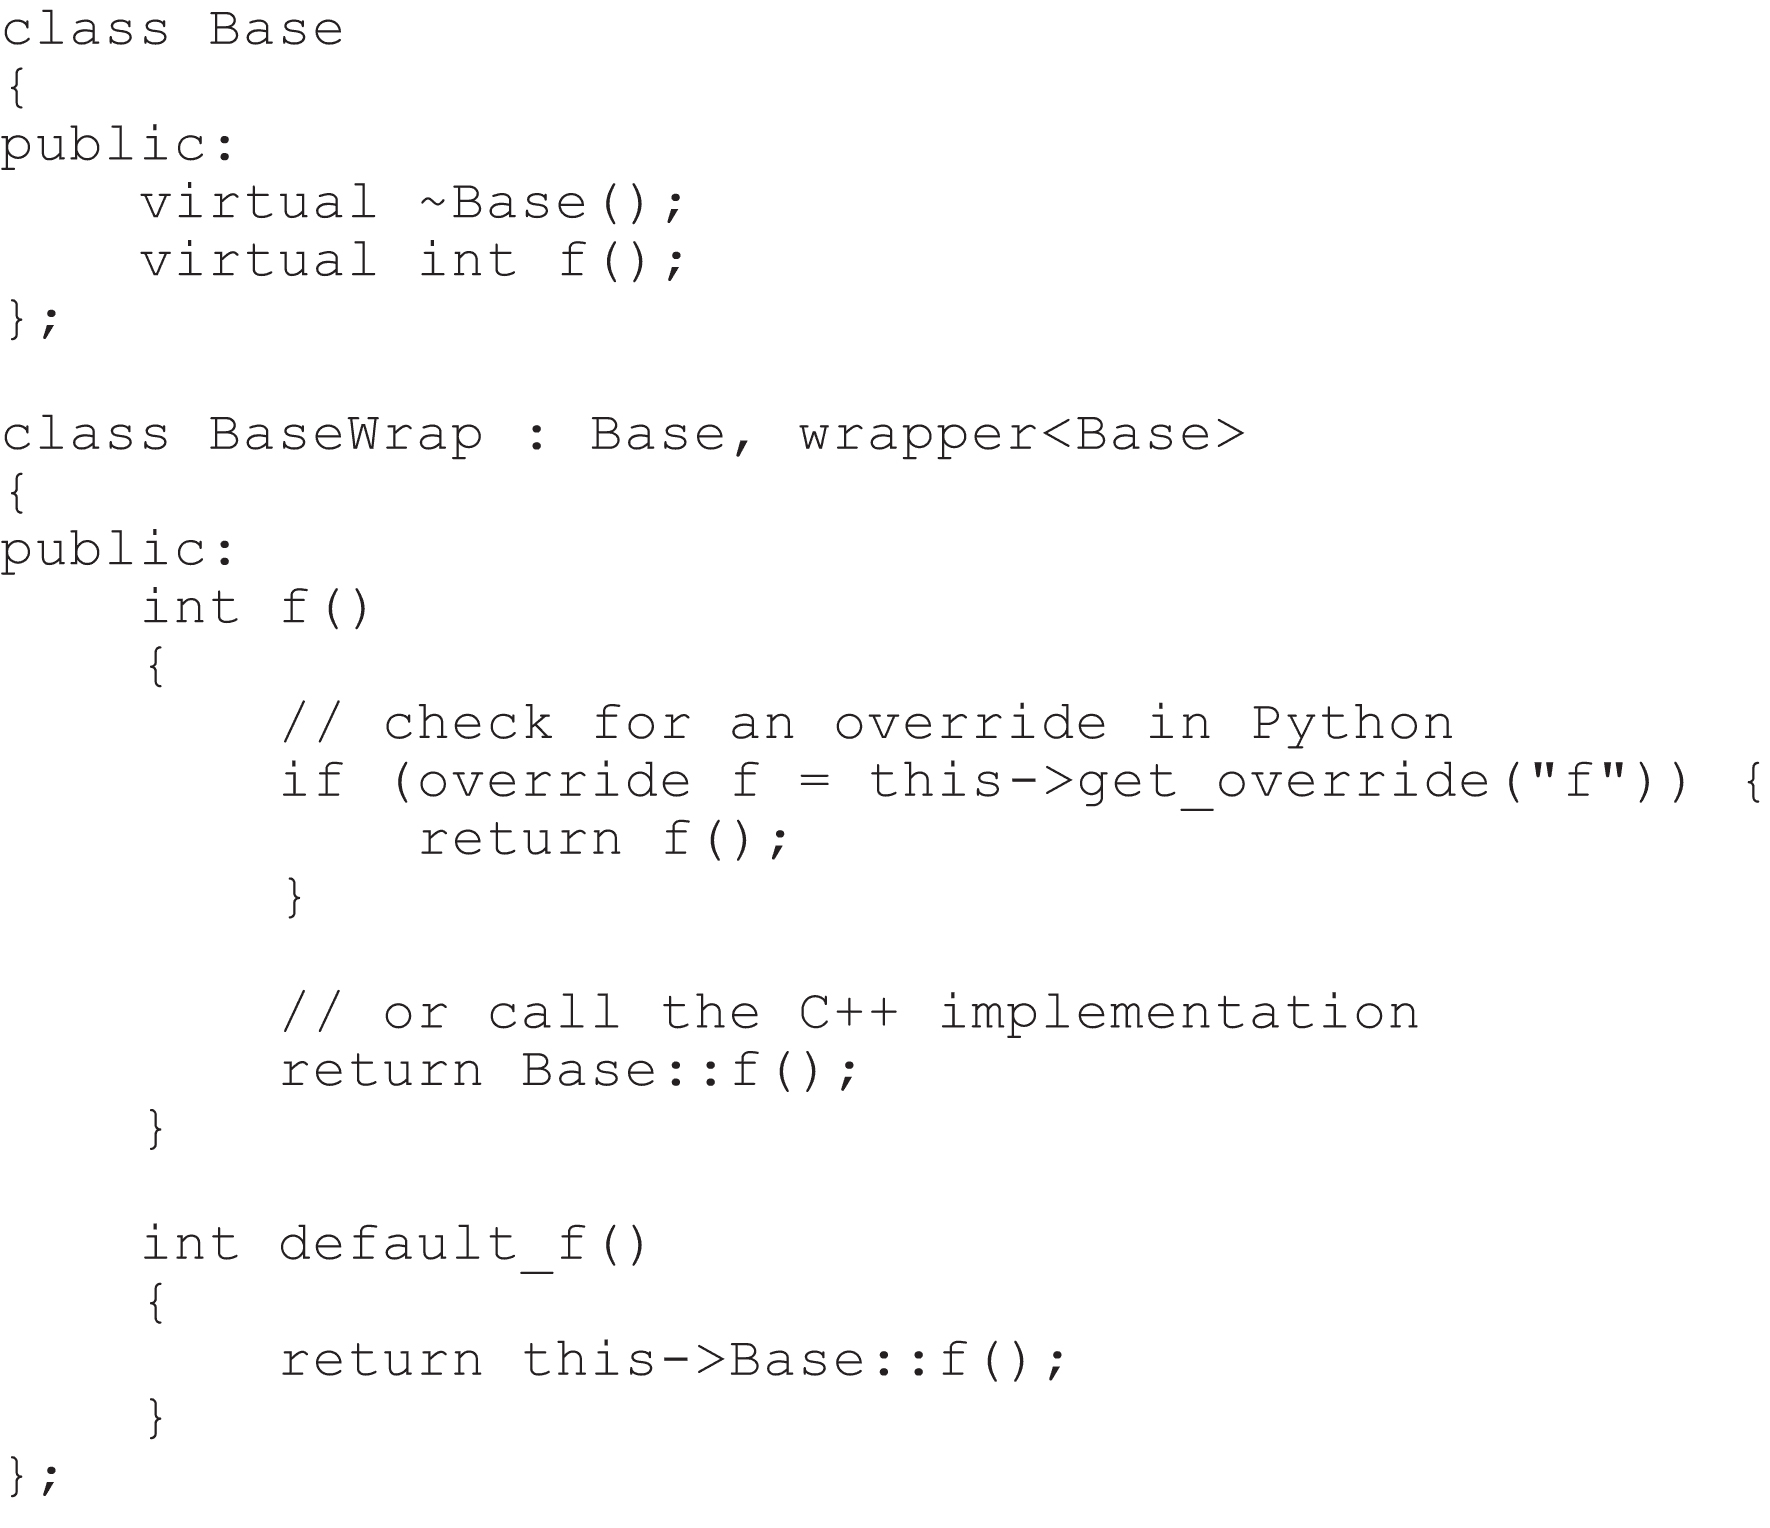 class Base
{
public:
    virtual ~Base();
    virtual int f();
};

class BaseWrap : Base, wrapper<Base>
{
public:
    int f()
    {
        // check for an override in Python
        if (override f = this->get_override("f")) {
            return f();
        }

        // or call the C++ implementation
        return Base::f();
    }

    int default_f()
    {
        return this->Base::f();
    }
};